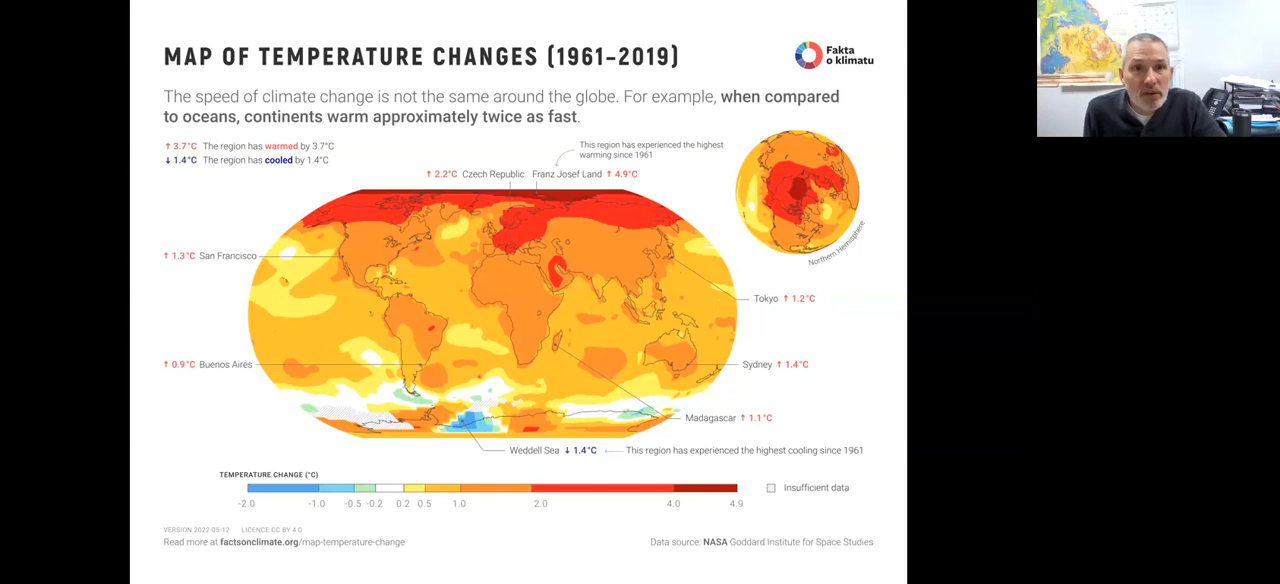 MAP OF TEMPERATURE CHANGES (1961–2019)
Fakta
o klimatu
The speed of climate change is not the same around the globe. For example, when compared
to oceans, continents warm approximately twice as fast.
↑ 3.7°C The region has warmed by 3.7°C
↓ 1.4°C The region has cooled by 1.4°C
This region has experienced the highest
warming since 1961
↑ 2.2°C Czech Republic
Franz Josef Land ↑ 4.9°C
Northern Hemisphere
↑ 1.3°C San Francisco
Tokyo ↑ 1.2°C
↑ 0.9°C Buenos Aires
Sydney ↑ 1.4°C
Madagascar ↑ 1.1°C
Weddell Sea ↓ 1.4°C
This region has experienced the highest cooling since 1961
TEMPERATURE CHANGE (°C)
-2.0 -1.0 -0.5 -0.2 0.2 0.5 1.0 2.0 4.0 4.9
Insufficient data
VERSION 2022-05-12 LICENCE CC BY 4.0
Read more at factsonclimate.org/map-temperature-change
Data source: NASA Goddard Institute for Space Studies